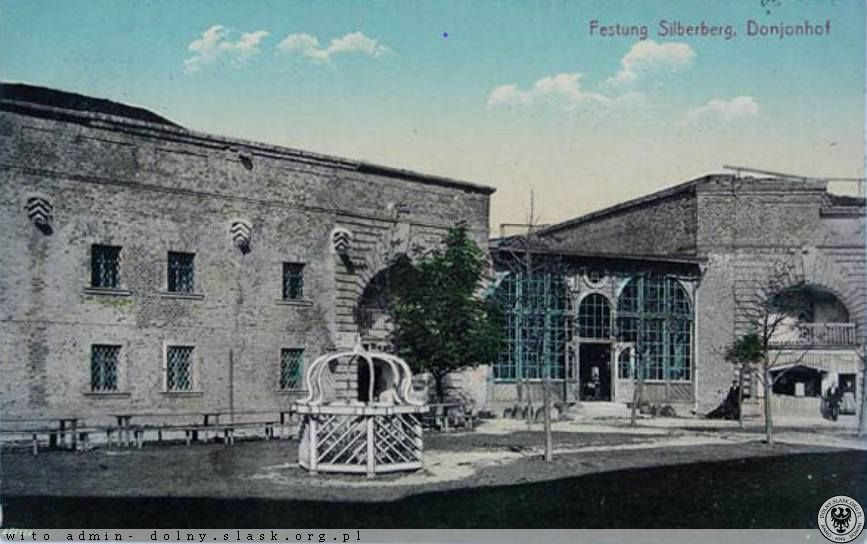 Festung Silberberg, Donjonhof
wito admin- dolny.slask.org.pl